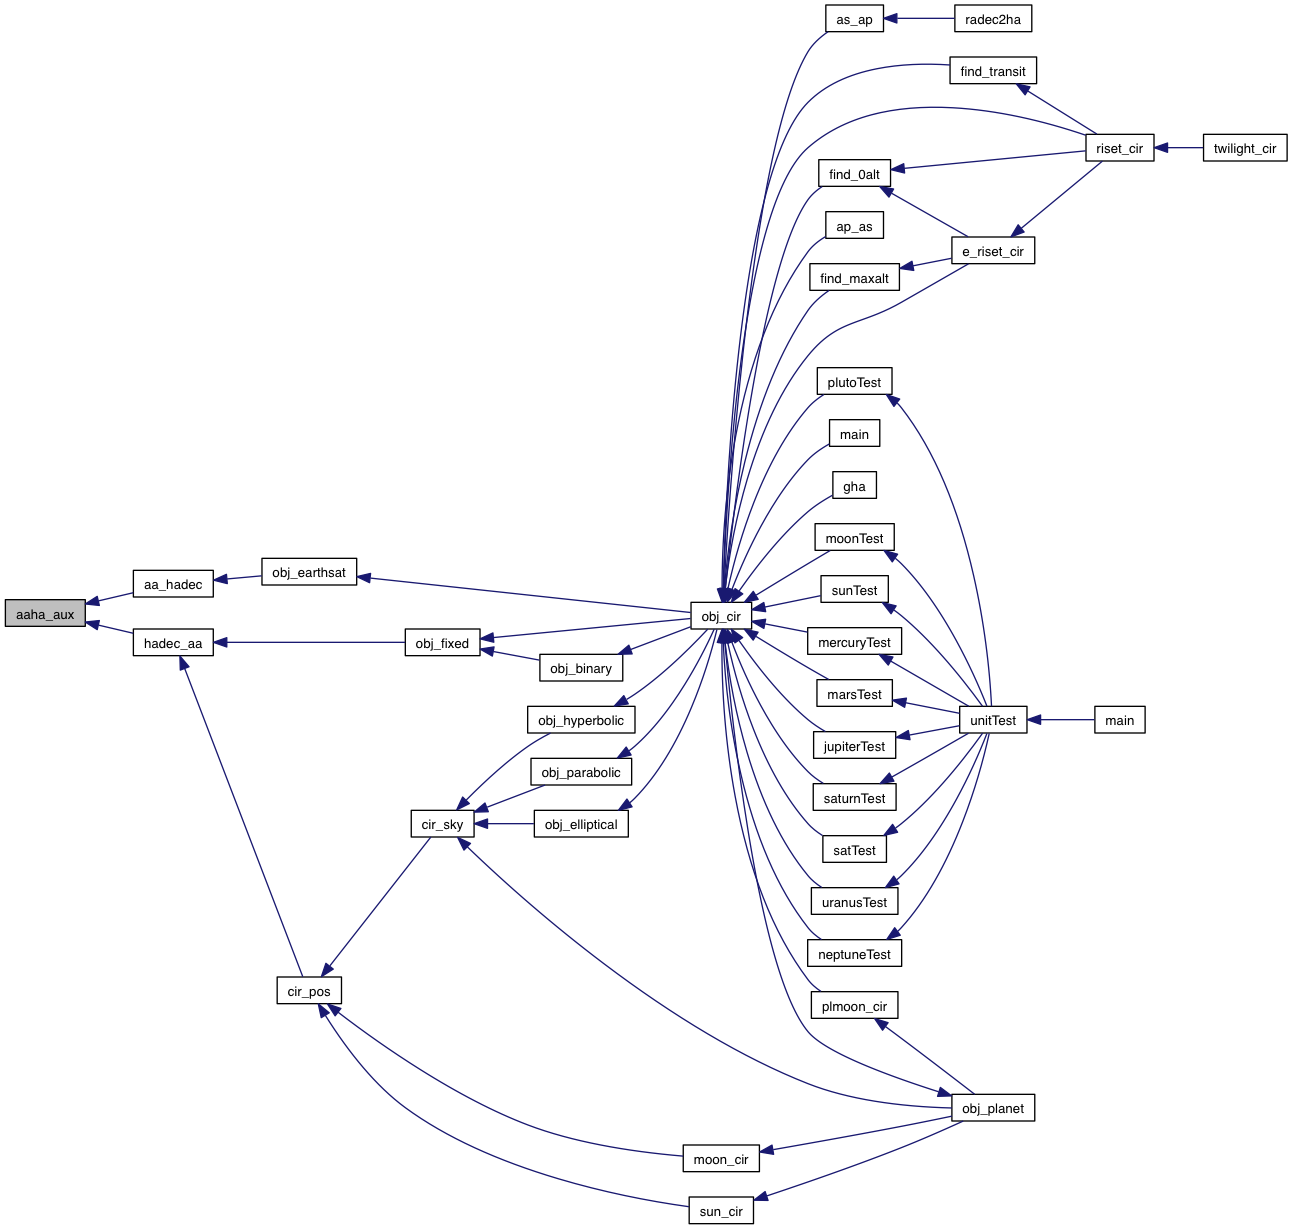 as_ap
radec2ha
find_transit
riset_cir
twilight_cir
find_0alt
ap_as
e_riset_cir
find_maxalt
plutoTest
main
gha
moonTest
obj_earthsat
aa_hadec
sunTest
aaha_aux
obj_cir
hadec_aa
obj_fixed
mercuryTest
obj_binary
marsTest
obj_hyperbolic
unitTest
main
jupiterTest
obj_parabolic
saturnTest
cir_sky
obj_elliptical
satTest
uranusTest
neptuneTest
cir_pos
plmoon_cir
obj_planet
moon_cir
sun_cir